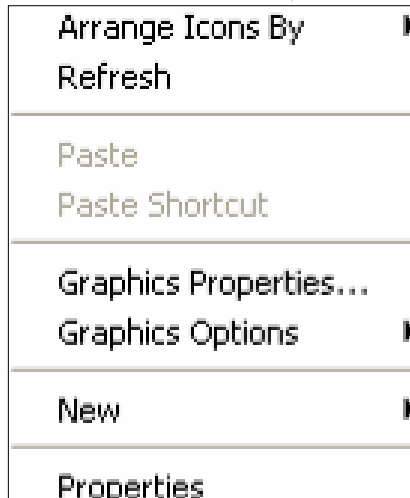 Arrange Icons By
Refresh
Paste
Paste Shortcut
Graphics Properties...
Graphics Options
New
Properties